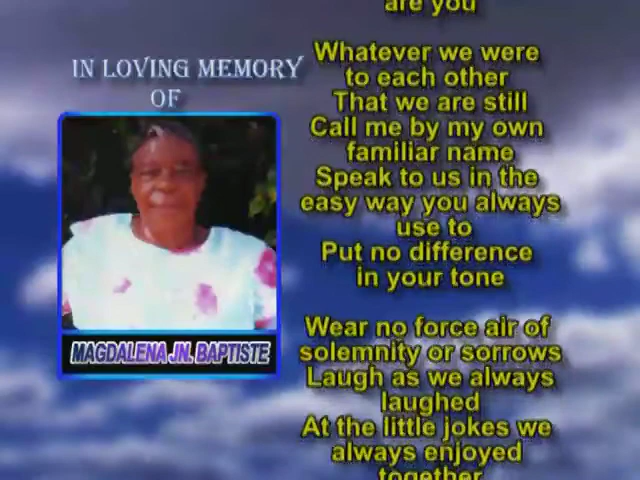 IN LOVING MEMORY
OF
MAGDALENA JN. BAPTISTE
are you
Whatever we were
to each other
That we are still
Call me by my own
familiar name
Speak to us in the
easy way you always
use to
Put no difference
in your tone
Wear no force air of
solemnity or sorrows
Laugh as we always
laughed
At the little jokes we
always enjoyed
together